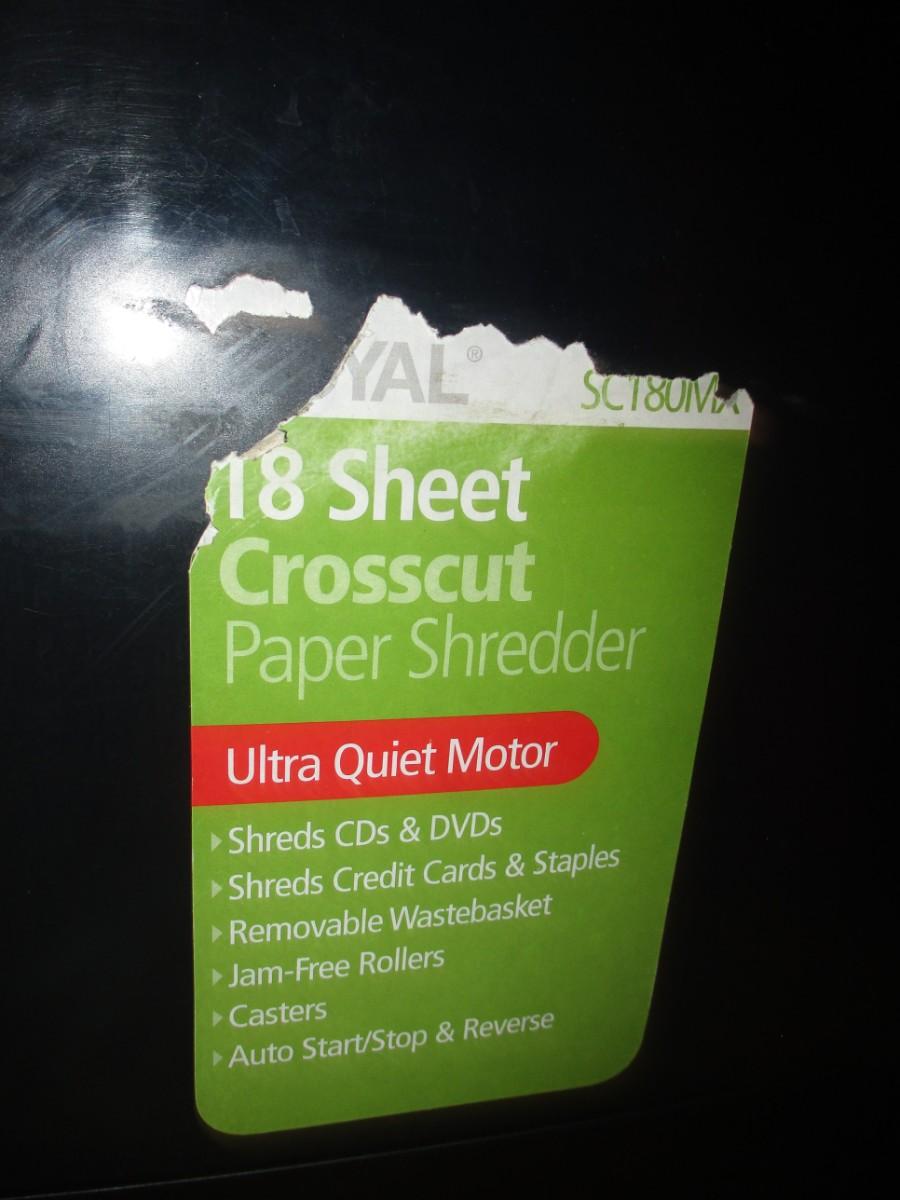 YAL®
SC180MX
18 Sheet
Crosscut
Paper Shredder
Ultra Quiet Motor
Shreds CDs & DVDs
Shreds Credit Cards & Staples
Removable Wastebasket
Jam-Free Rollers
Casters
Auto Start/Stop & Reverse